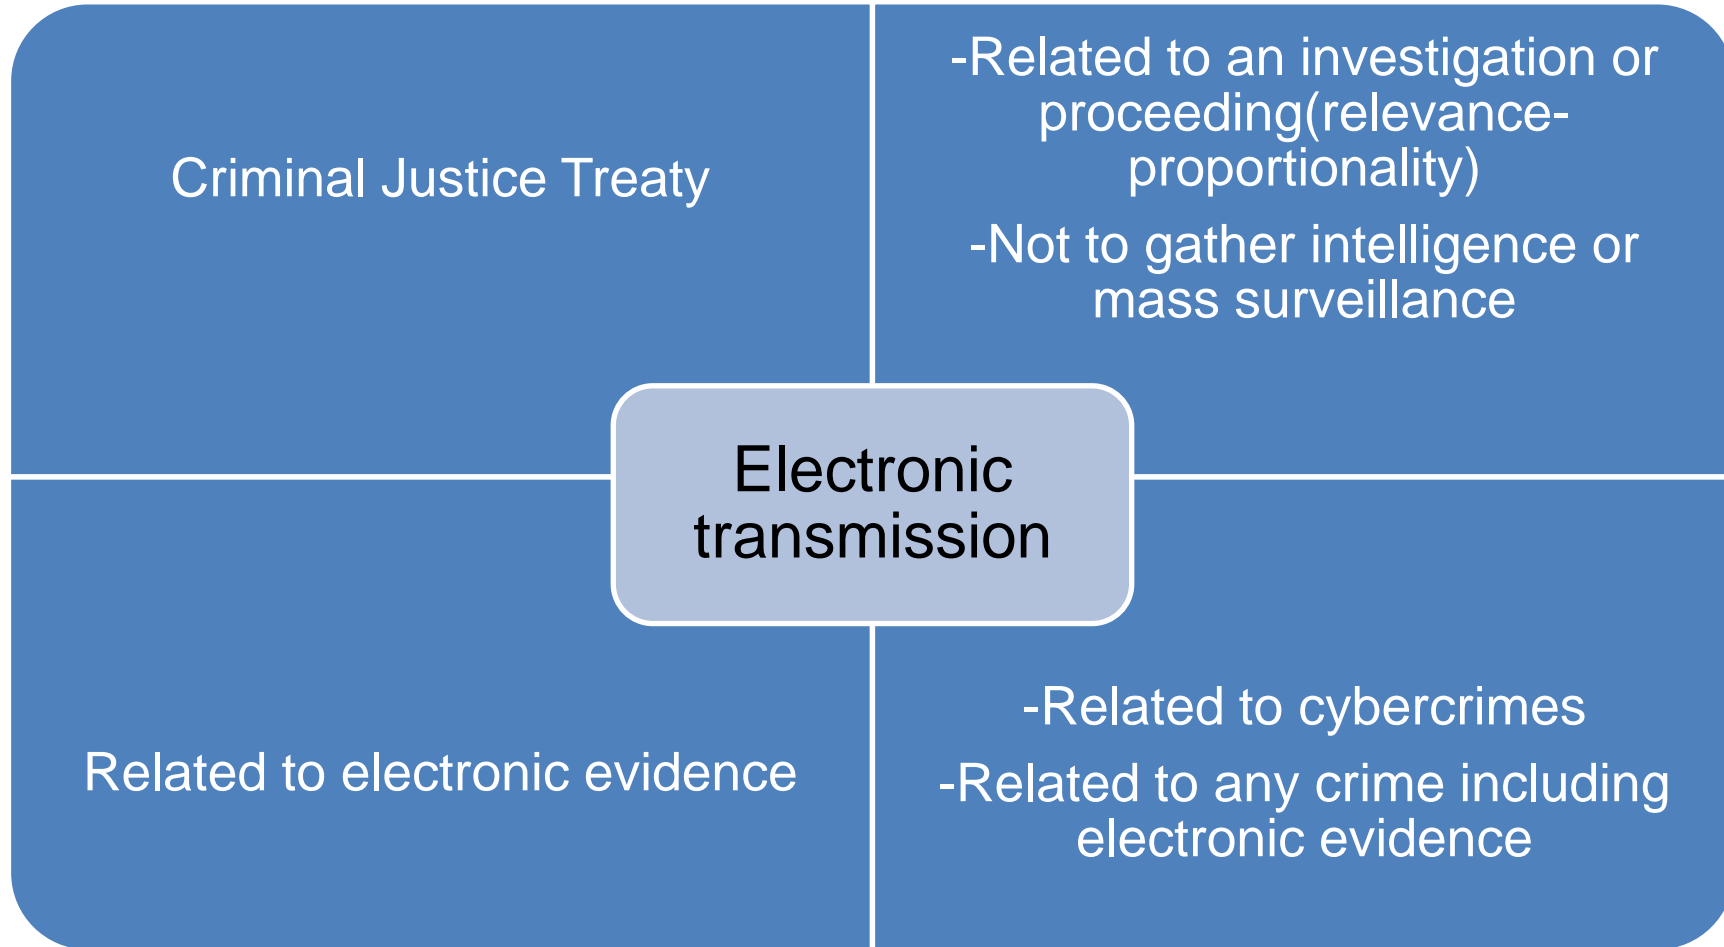 Criminal Justice Treaty
-Related to an investigation or
proceeding(relevance-
proportionality)
-Not to gather intelligence or
mass surveillance
Electronic
transmission
Related to electronic evidence
-Related to cybercrimes
-Related to any crime including
electronic evidence